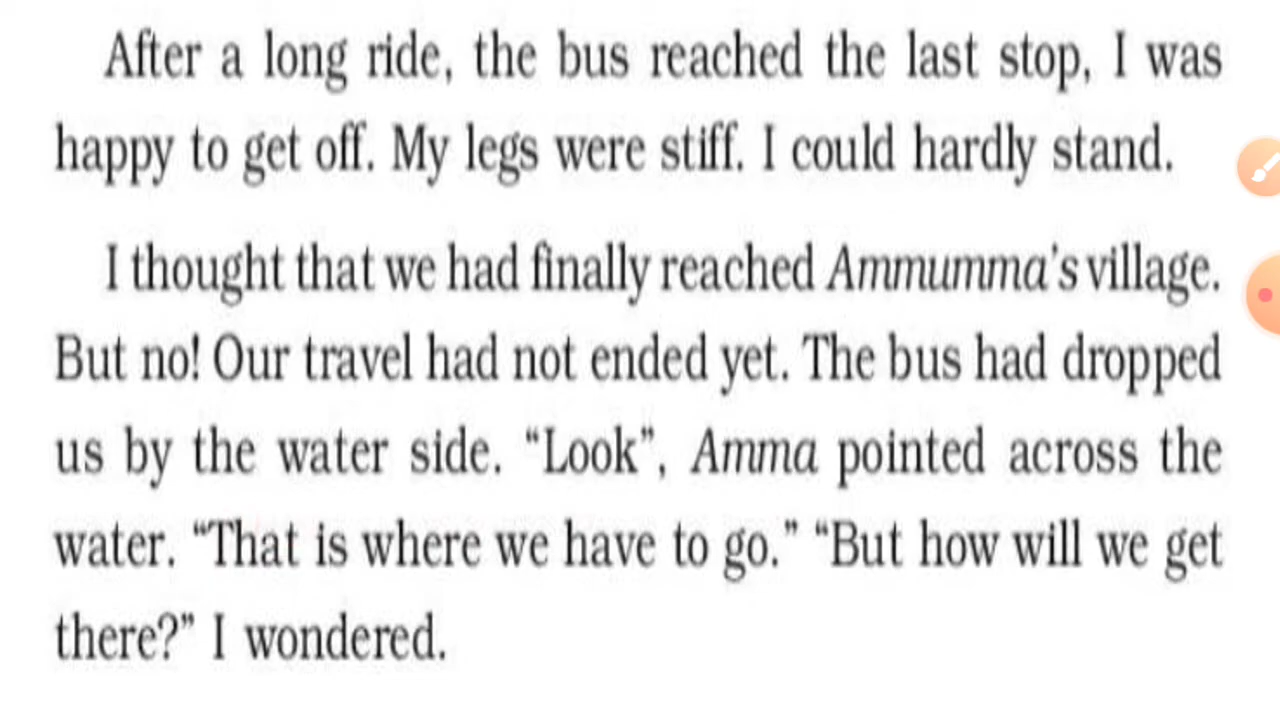 After a long ride, the bus reached the last stop, I was
happy to get off. My legs were stiff. I could hardly stand.
I thought that we had finally reached Ammumma's village.
But no! Our travel had not ended yet. The bus had dropped
us by the water side. “Look”, Amma pointed across the
water. “That is where we have to go.” “But how will we get
there?” I wondered.